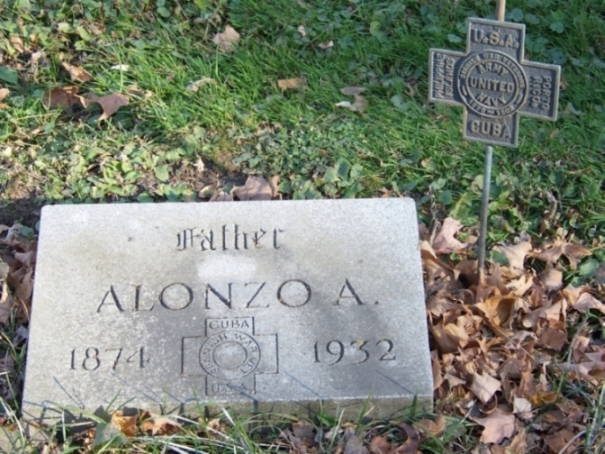 U.S.A.
UNITED
CUBA
Father
ALONZO A.
CUBA
1874
1932
U.S.A.